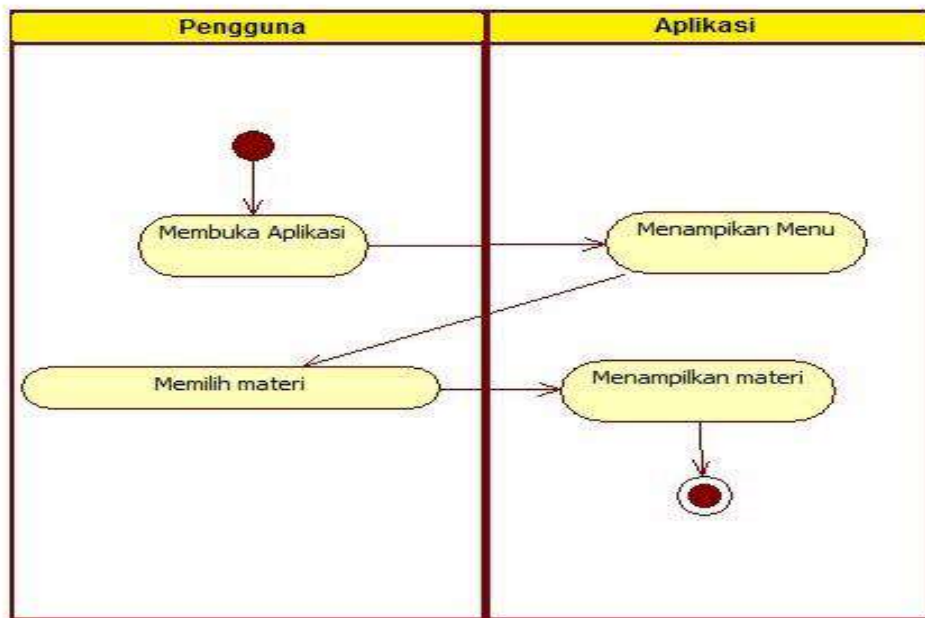 Pengguna
Aplikasi
Membuka Aplikasi
Menampikan Menu
Memilih materi
Menampilkan materi